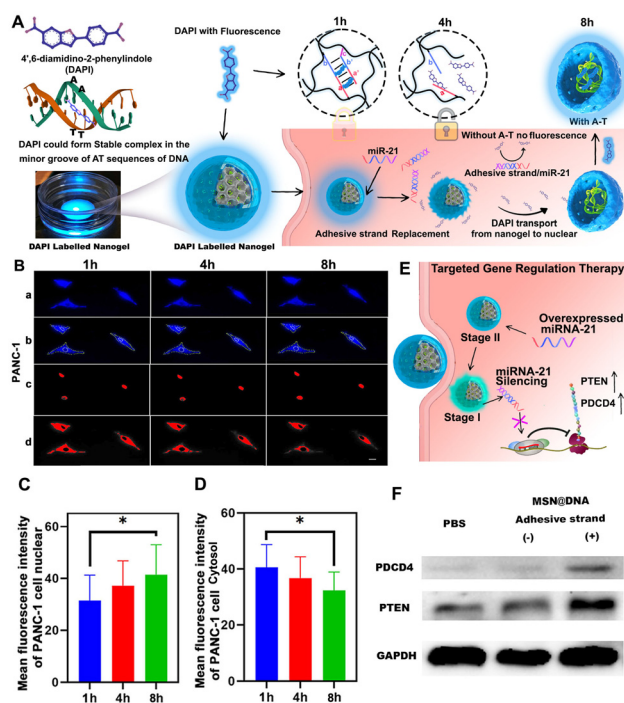 A
4',6-diamidino-2-phenylindole
(DAPI)
A
A
T
T
DAPI could form Stable complex in the
minor groove of AT sequences of DNA
DAPI Labelled Nanogel
DAPI with Fluorescence
DAPI Labelled Nanogel
1h
4h
8h
With A-T
miR-21
Adhesive strand Replacement
Without A-T no fluorescence
Adhesive strand/miR-21
DAPI transport
from nanogel to nuclear
B
1h
4h
8h
PANC-1
a
b
c
d
E
Targeted Gene Regulation Therapy
Stage II
Overexpressed
miRNA-21
miRNA-21
Silencing
Stage I
PTEN
PDCD4
C
Mean fluorescence intensity
of PANC-1 cell nuclear
60
40
20
0
*
1h
4h
8h
D
Mean fluorescence intensity
of PANC-1 cell Cytosol
60
40
20
0
*
1h
4h
8h
F
MSN@DNA
PBS
Adhesive strand
(-)
(+)
PDCD4
PTEN
GAPDH